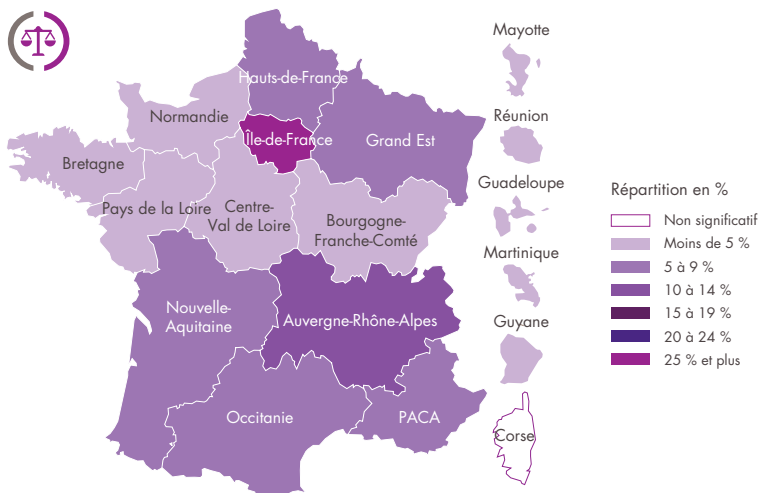 Mayotte
Hauts-de-France
Normandie
Réunion
Île-de-France
Grand Est
Bretagne
Guadeloupe
Pays de la Loire
Centre-
Val de Loire
Bourgogne-
Franche-Comté
Martinique
Nouvelle-
Aquitaine
Auvergne-Rhône-Alpes
Guyane
Occitanie
PACA
Corse
Répartition en %
Non significatif
Moins de 5 %
5 à 9 %
10 à 14 %
15 à 19 %
20 à 24 %
25 % et plus